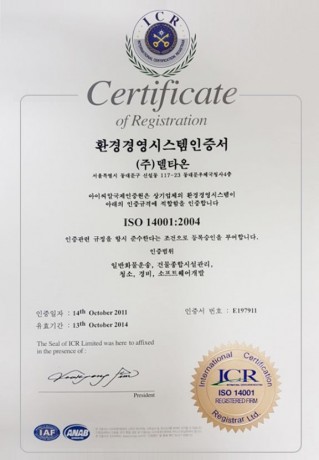 ICR
Certificate
of Registration
환경경영시스템인증서
(주)델타온
서울특별시 동대문구 신설동 117-23 동대문우체국청사4층
아이씨알국제인증원은 상기업체의 환경경영시스템이
아래의 인증규격에 적합함을 인증합니다
ISO 14001:2004
인증관련 규정을 항시 준수한다는 조건으로 등록승인을 부여합니다.
인증범위
일반화물운송, 건물종합시설관리,
청소, 경비, 소프트웨어개발
인증일자 : 14th October 2011
인증서 번호 : E197911
유효기간 : 13th October 2014
The Seal of ICR Limited was here to affixed
in the presence of :
President
International Certification
ICR
ISO 14001
REGISTERED FIRM
Registrar Ltd.
IAF
ANAB